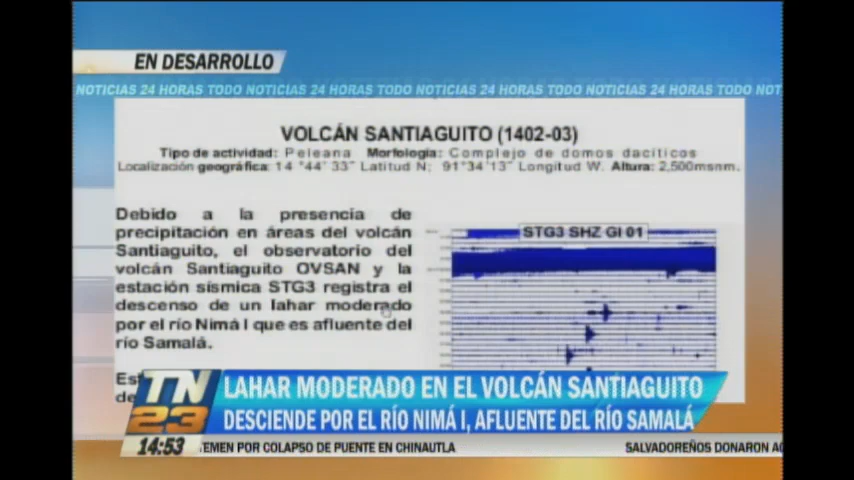 EN DESARROLLO
NOTICIAS 24 HORAS TODO NOTICIAS 24 HORAS TODO NOTICIAS 24 HORAS TODO NOTICIAS 24 HORAS TODO NOT
VOLCÁN SANTIAGUITO (1402-03)
Tipo de actividad: Peleana Morfología: Complejo de domos dacíticos
Localización geográfica: 14 °44' 33" Latitud N; 91°34'13" Longitud W. Altura: 2,500msnm.
Debido a la presencia de
precipitación en áreas del volcán
Santiaguito, el observatorio del
volcán Santiaguito OVSAN y la
estación sísmica STG3 registra el
descenso de un lahar moderado
por el río Nimá I que es afluente del
río Samalá.
STG3 SHZ GI 01
TN
23
LAHAR MODERADO EN EL VOLCÁN SANTIAGUITO
DESCIENDE POR EL RÍO NIMÁ I, AFLUENTE DEL RÍO SAMALÁ
14:53
TEMEN POR COLAPSO DE PUENTE EN CHINAUTLA
SALVADOREÑOS DONARON